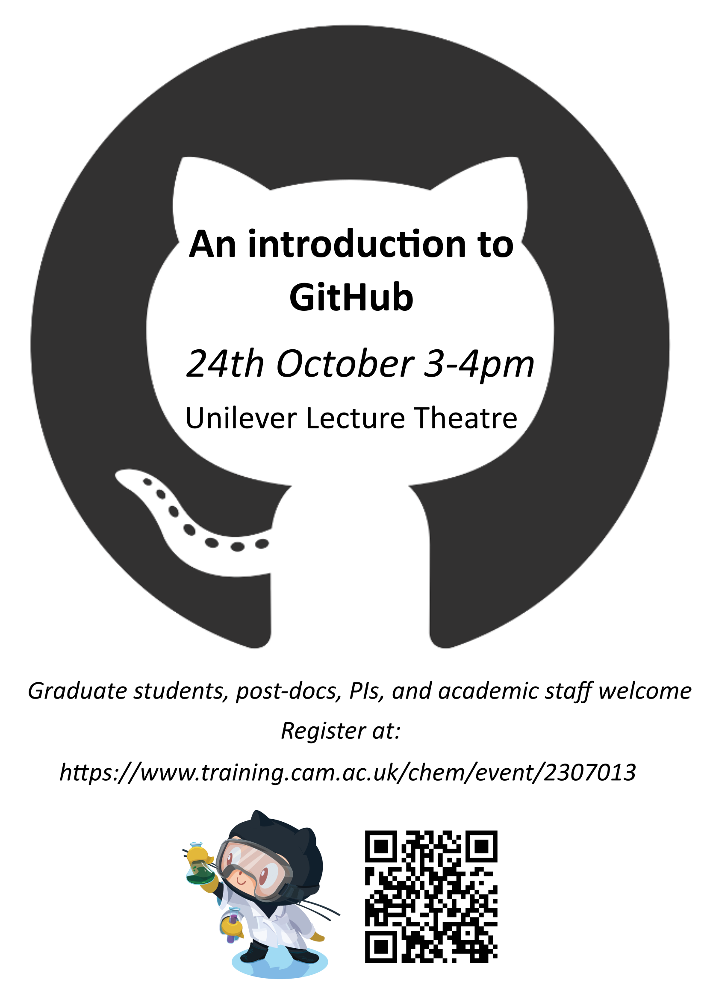 An introduction to
GitHub
24th October 3-4pm
Unilever Lecture Theatre
Graduate students, post-docs, PIs, and academic staff welcome
Register at:
https://www.training.cam.ac.uk/chem/event/2307013